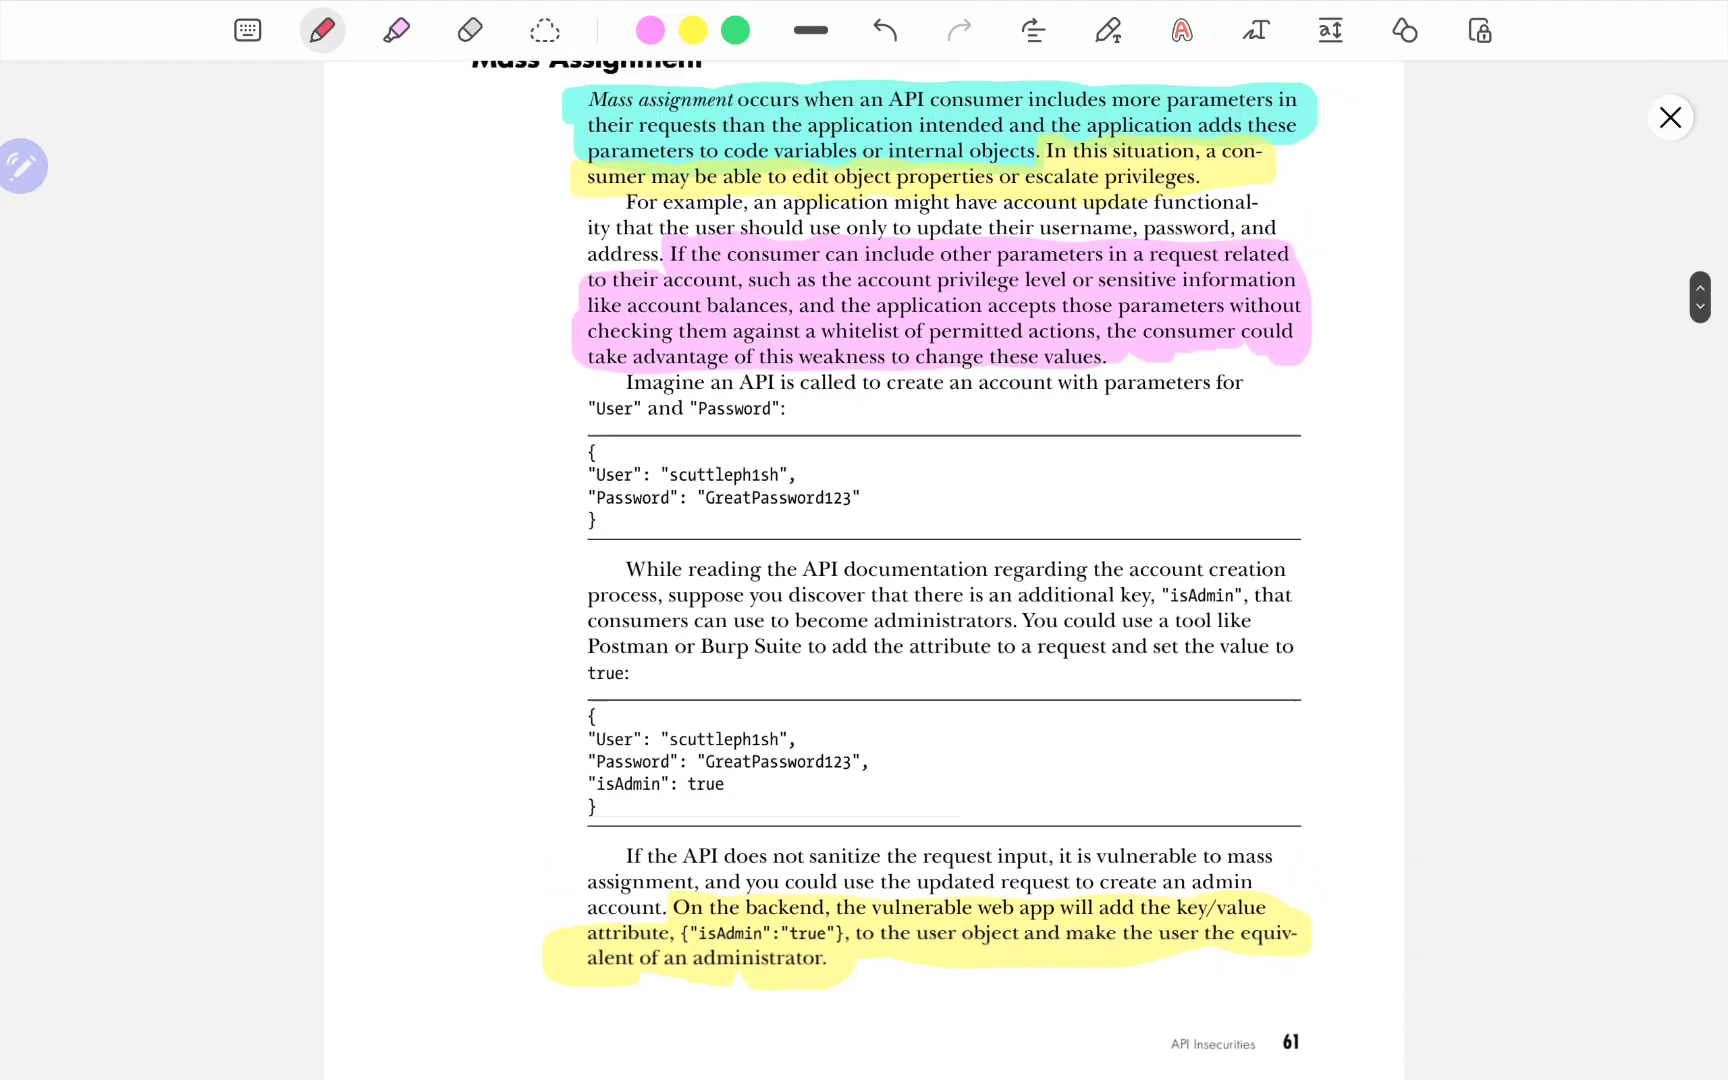 Mass Assignment
Mass assignment occurs when an API consumer includes more parameters in
their requests than the application intended and the application adds these
parameters to code variables or internal objects. In this situation, a con-
sumer may be able to edit object properties or escalate privileges.
For example, an application might have account update functional-
ity that the user should use only to update their username, password, and
address. If the consumer can include other parameters in a request related
to their account, such as the account privilege level or sensitive information
like account balances, and the application accepts those parameters without
checking them against a whitelist of permitted actions, the consumer could
take advantage of this weakness to change these values.
Imagine an API is called to create an account with parameters for
"User" and "Password":
{
"User": "scuttleph1sh",
"Password": "GreatPassword123"
}
While reading the API documentation regarding the account creation
process, suppose you discover that there is an additional key, "isAdmin", that
consumers can use to become administrators. You could use a tool like
Postman or Burp Suite to add the attribute to a request and set the value to
true:
{
"User": "scuttleph1sh",
"Password": "GreatPassword123",
"isAdmin": true
}
If the API does not sanitize the request input, it is vulnerable to mass
assignment, and you could use the updated request to create an admin
account. On the backend, the vulnerable web app will add the key/value
attribute, {"isAdmin":"true"}, to the user object and make the user the equiv-
alent of an administrator.
API Insecurities 61